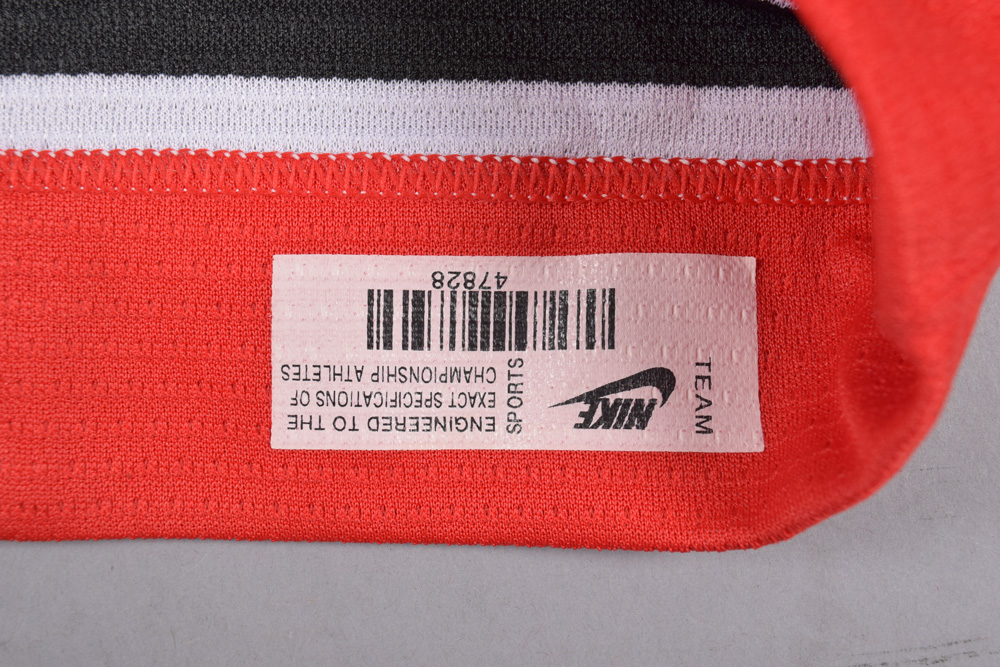 TEAM
NIKE
SPORTS
ENGINEERED TO THE
EXACT SPECIFICATIONS OF
CHAMPIONSHIP ATHLETES
47828